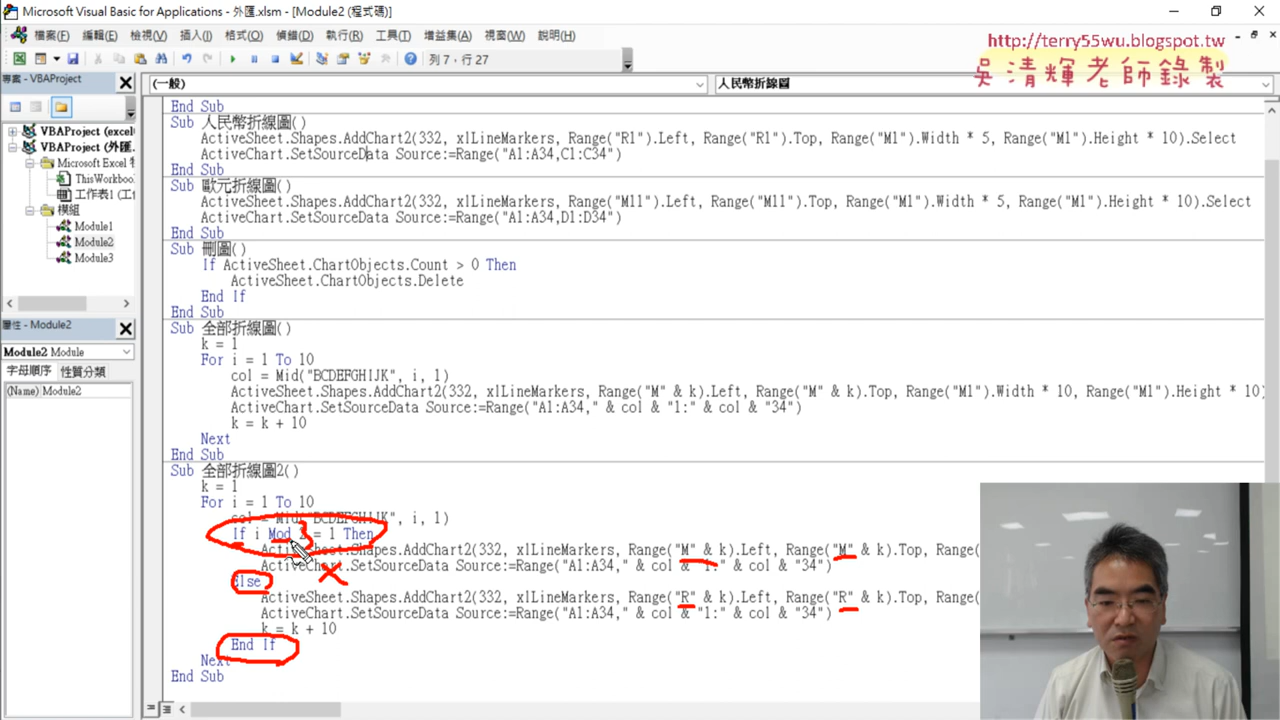 Microsoft Visual Basic for Applications - 外匯.xlsm - [Module2 (程式碼)]
檔案(F) 編輯(E) 檢視(V) 插入(I) 格式(O) 偵錯(D) 執行(R) 工具(T) 增益集(A) 視窗(W) 說明(H)
http://terry55wu.blogspot.tw
吳清輝老師錄製
列 7，行 27
專案 - VBAProject
(一般)
人民幣折線圖
VBAProject (excel
VBAProject (外匯.
Microsoft Excel
ThisWorkboo
工作表1 (工作
模組
Module1
Module2
Module3
屬性 - Module2
Module2 Module
字母順序 性質分類
(Name) Module2
End Sub
Sub 人民幣折線圖()
ActiveSheet.Shapes.AddChart2(332, xlLineMarkers, Range("R1").Left, Range("R1").Top, Range("M1").Width * 5, Range("M1").Height * 10).Select
ActiveChart.SetSourceData Source:=Range("A1:A34,C1:C34")
End Sub
Sub 歐元折線圖()
ActiveSheet.Shapes.AddChart2(332, xlLineMarkers, Range("M11").Left, Range("M11").Top, Range("M1").Width * 5, Range("M1").Height * 10).Select
ActiveChart.SetSourceData Source:=Range("A1:A34,D1:D34")
End Sub
Sub 刪圖()
If ActiveSheet.ChartObjects.Count > 0 Then
ActiveSheet.ChartObjects.Delete
End If
End Sub
Sub 全部折線圖()
k = 1
For i = 1 To 10
col = Mid("BCDEFGHIJK", i, 1)
ActiveSheet.Shapes.AddChart2(332, xlLineMarkers, Range("M" & k).Left, Range("M" & k).Top, Range("M1").Width * 10, Range("M1").Height * 10)
ActiveChart.SetSourceData Source:=Range("A1:A34," & col & "1:" & col & "34")
k = k + 10
Next
End Sub
Sub 全部折線圖2()
k = 1
For i = 1 To 10
col = Mid("BCDEFGHIJK", i, 1)
If i Mod 2 = 1 Then
ActiveSheet.Shapes.AddChart2(332, xlLineMarkers, Range("M" & k).Left, Range("M" & k).Top,
ActiveChart.SetSourceData Source:=Range("A1:A34," & col & "1:" & col & "34")
Else
ActiveSheet.Shapes.AddChart2(332, xlLineMarkers, Range("R" & k).Left, Range("R" & k).Top,
ActiveChart.SetSourceData Source:=Range("A1:A34," & col & "1:" & col & "34")
k = k + 10
End If
Next
End Sub